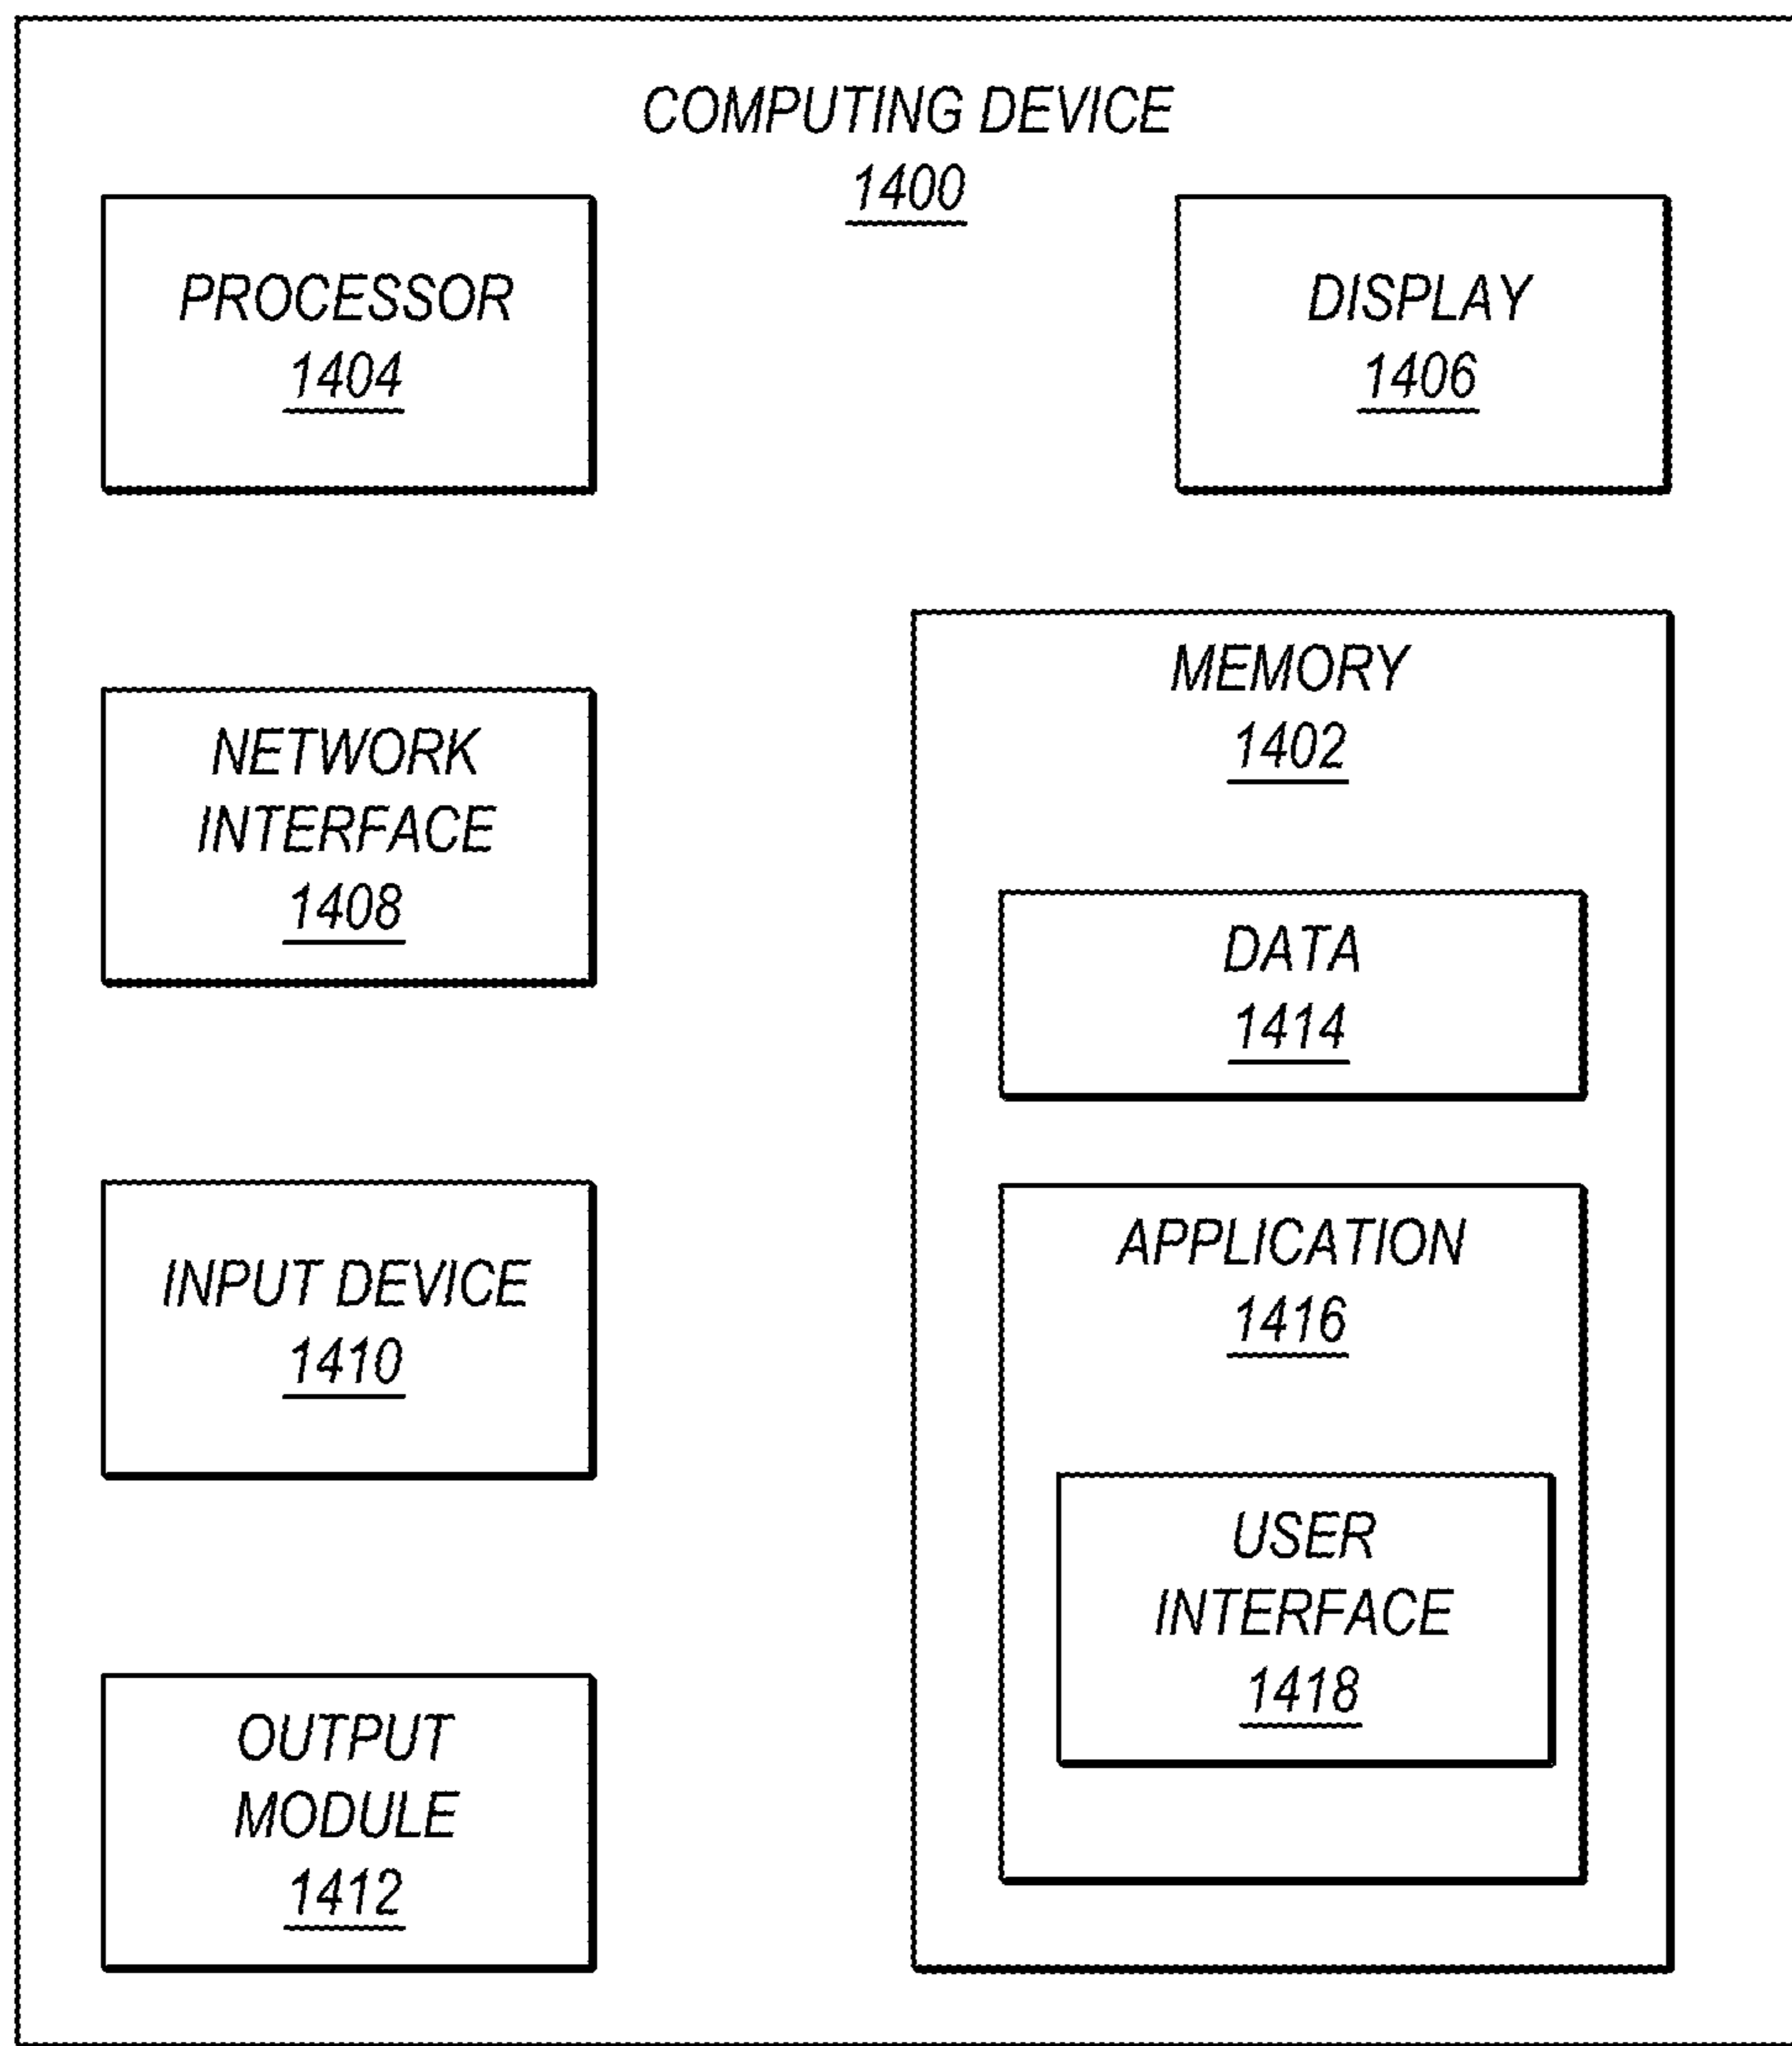 COMPUTING DEVICE
1400
PROCESSOR
1404
DISPLAY
1406
NETWORK
INTERFACE
1408
INPUT DEVICE
1410
OUTPUT
MODULE
1412
MEMORY
1402
DATA
1414
APPLICATION
1416
USER
INTERFACE
1418